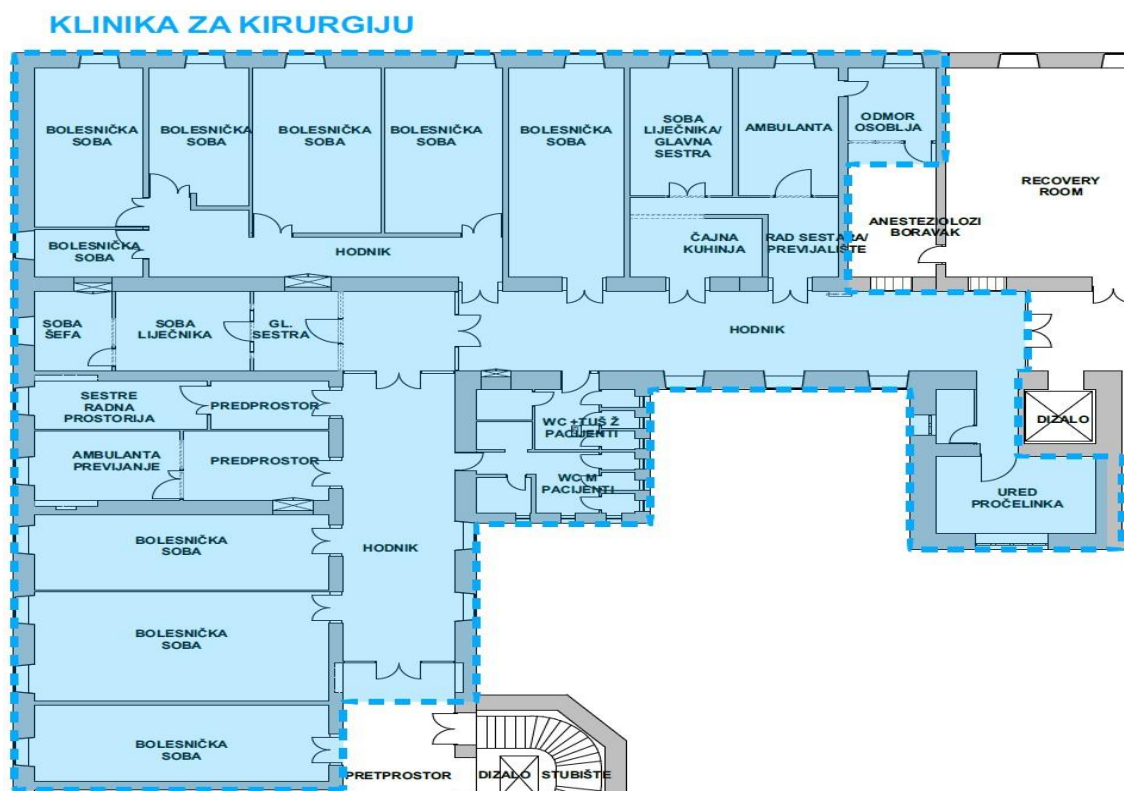 KLINIKA ZA KIRURGIJU
BOLESNIČKA
SOBA
BOLESNIČKA
SOBA
BOLESNIČKA
SOBA
BOLESNIČKA
SOBA
BOLESNIČKA
SOBA
SOBA
LIJEČNIKA/
GLAVNA
SESTRA
AMBULANTA
ODMOR
OSOBLJA
RECOVERY
ROOM
ANESTEZIOLOZI
BORAVAK
BOLESNIČKA
SOBA
HODNIK
ČAJNA
KUHINJA
RAD SESTARA/
PREVIJALIŠTE
SOBA
ŠEFA
SOBA
LIJEČNIKA
GL.
SESTRA
HODNIK
SESTRE
RADNA
PROSTORIJA
PREDPROSTOR
WC +TUŠ Ž
PACIJENTI
DIZALO
AMBULANTA
PREVIJANJE
PREDPROSTOR
WC M
PACIJENTI
URED
PROČELINKA
BOLESNIČKA
SOBA
HODNIK
BOLESNIČKA
SOBA
BOLESNIČKA
SOBA
PRETPROSTOR
DIZALO
STUBIŠTE